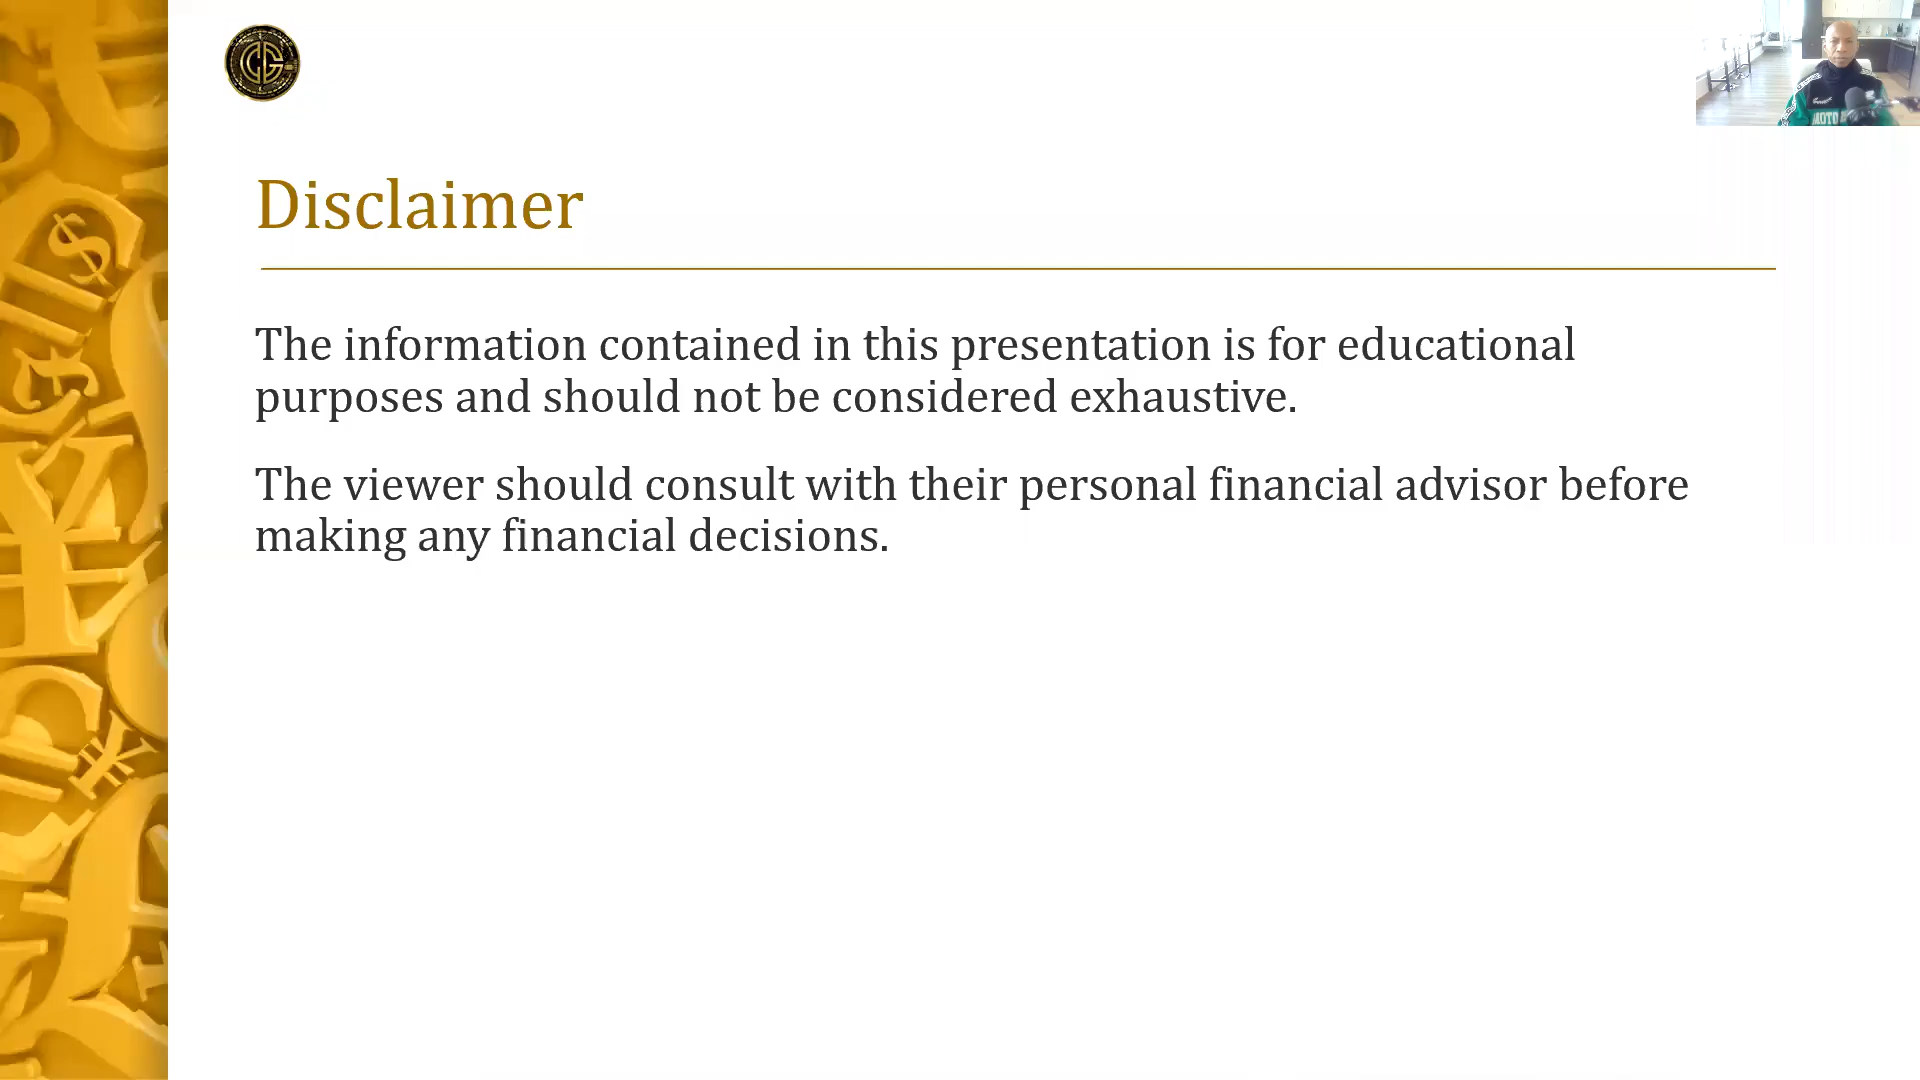 Disclaimer
The information contained in this presentation is for educational
purposes and should not be considered exhaustive.
The viewer should consult with their personal financial advisor before
making any financial decisions.